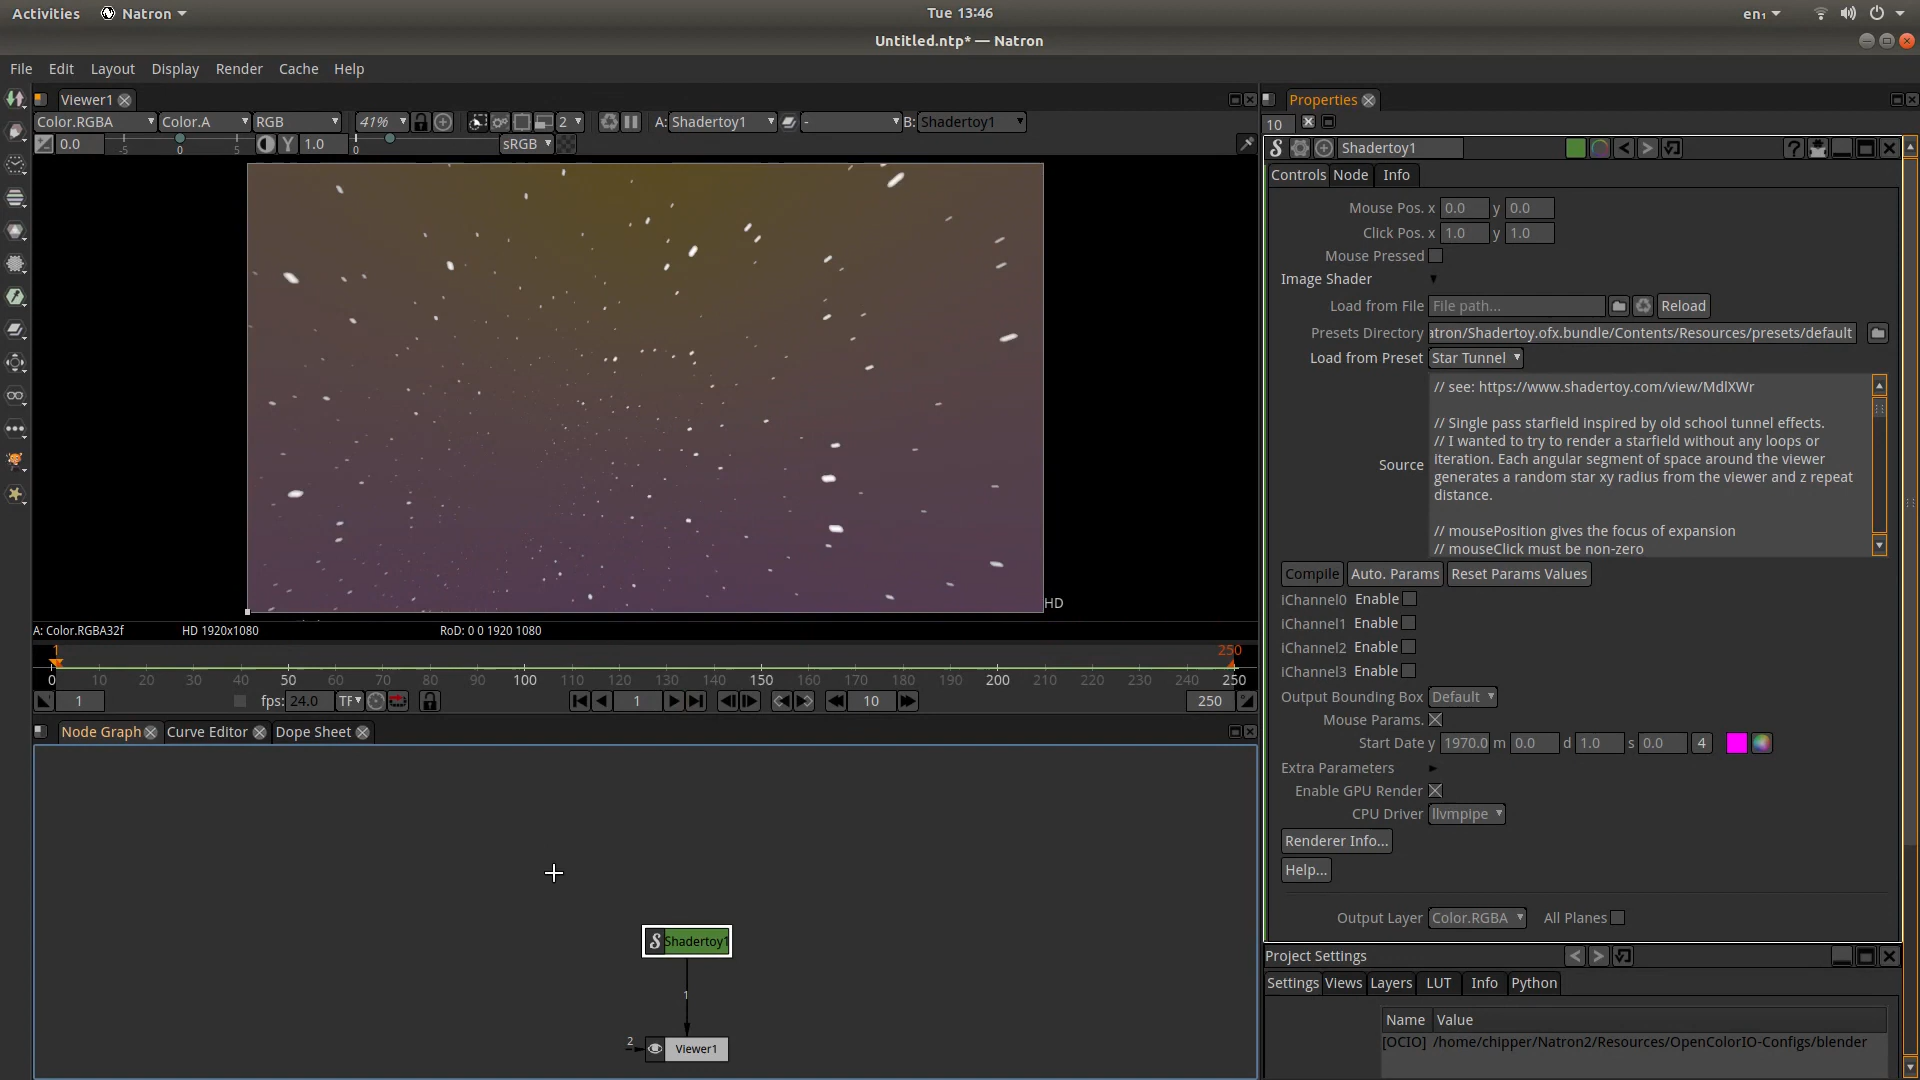 Activities Natron Tue 13:46 en₁
Untitled.ntp* — Natron
File Edit Layout Display Render Cache Help
Viewer1
Color.RGBA Color.A RGB 41% 2 A: Shadertoy1 - B: Shadertoy1
0.0 -5 0 5 Y 1.0 0 sRGB
HD
A: Color.RGBA32f HD 1920x1080 RoD: 0 0 1920 1080
1 250
0 10 20 30 40 50 60 70 80 90 100 110 120 130 140 150 160 170 180 190 200 210 220 230 240 250
1 fps: 24.0 TF 1 10 250
Node Graph Curve Editor Dope Sheet
Shadertoy1
1
2 Viewer1
Properties
10
Shadertoy1 ?
Controls Node Info
Mouse Pos. x 0.0 y 0.0
Click Pos. x 1.0 y 1.0
Mouse Pressed
Image Shader
Load from File File path... Reload
Presets Directory atron/Shadertoy.ofx.bundle/Contents/Resources/presets/default
Load from Preset Star Tunnel
Source
// see: https://www.shadertoy.com/view/MdlXWr
// Single pass starfield inspired by old school tunnel effects.
// I wanted to try to render a starfield without any loops or
iteration. Each angular segment of space around the viewer
generates a random star xy radius from the viewer and z repeat
distance.
// mousePosition gives the focus of expansion
// mouseClick must be non-zero
Compile Auto. Params Reset Params Values
iChannel0 Enable
iChannel1 Enable
iChannel2 Enable
iChannel3 Enable
Output Bounding Box Default
Mouse Params.
Start Date y 1970.0 m 0.0 d 1.0 s 0.0 4
Extra Parameters
Enable GPU Render
CPU Driver llvmpipe
Renderer Info...
Help...
Output Layer Color.RGBA All Planes
Project Settings
Settings Views Layers LUT Info Python
Name Value
[OCIO] /home/chipper/Natron2/Resources/OpenColorIO-Configs/blender